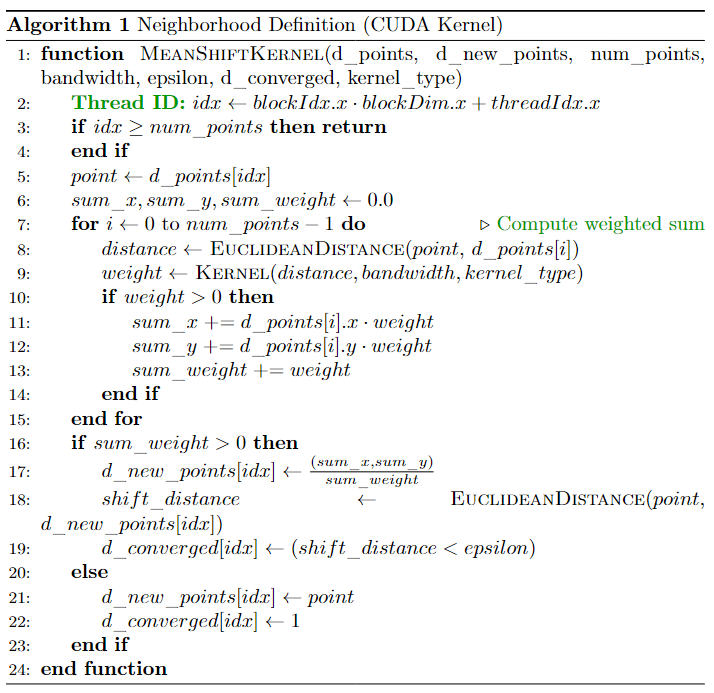 Algorithm 1 Neighborhood Definition (CUDA Kernel)
1: function MEANSHIFTKERNEL(d_points, d_new_points, num_points,
bandwidth, epsilon, d_converged, kernel_type)
2: Thread ID: idx ← blockIdx.x · blockDim.x + threadIdx.x
3: if idx ≥ num_points then return
4: end if
5: point ← d_points[idx]
6: sum_x, sum_y, sum_weight ← 0.0
7: for i ← 0 to num_points − 1 do ▷ Compute weighted sum
8: distance ← EUCLIDEANDISTANCE(point, d_points[i])
9: weight ← KERNEL(distance, bandwidth, kernel_type)
10: if weight > 0 then
11: sum_x += d_points[i].x · weight
12: sum_y += d_points[i].y · weight
13: sum_weight += weight
14: end if
15: end for
16: if sum_weight > 0 then
17: d_new_points[idx] ← (sum_x,sum_y) / sum_weight
18: shift_distance ← EUCLIDEANDISTANCE(point,
d_new_points[idx])
19: d_converged[idx] ← (shift_distance < epsilon)
20: else
21: d_new_points[idx] ← point
22: d_converged[idx] ← 1
23: end if
24: end function